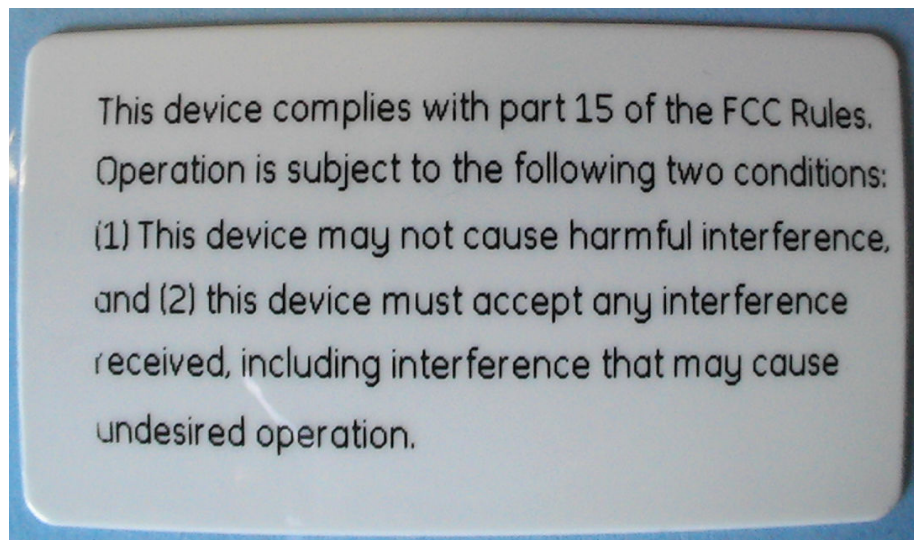 This device complies with part 15 of the FCC Rules.
Operation is subject to the following two conditions:
(1) This device may not cause harmful interference,
and (2) this device must accept any interference
received, including interference that may cause
undesired operation.